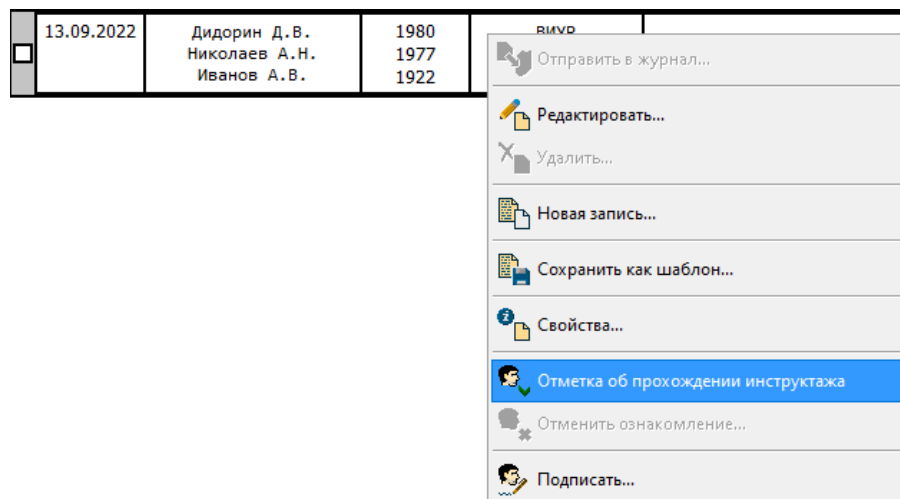 13.09.2022 Дидорин Д.В. 1980
Николаев А.Н. 1977
Иванов А.В. 1922
Отправить в журнал...
Редактировать...
Удалить...
Новая запись...
Сохранить как шаблон...
Свойства...
Отметка об прохождении инструктажа
Отменить ознакомление...
Подписать...